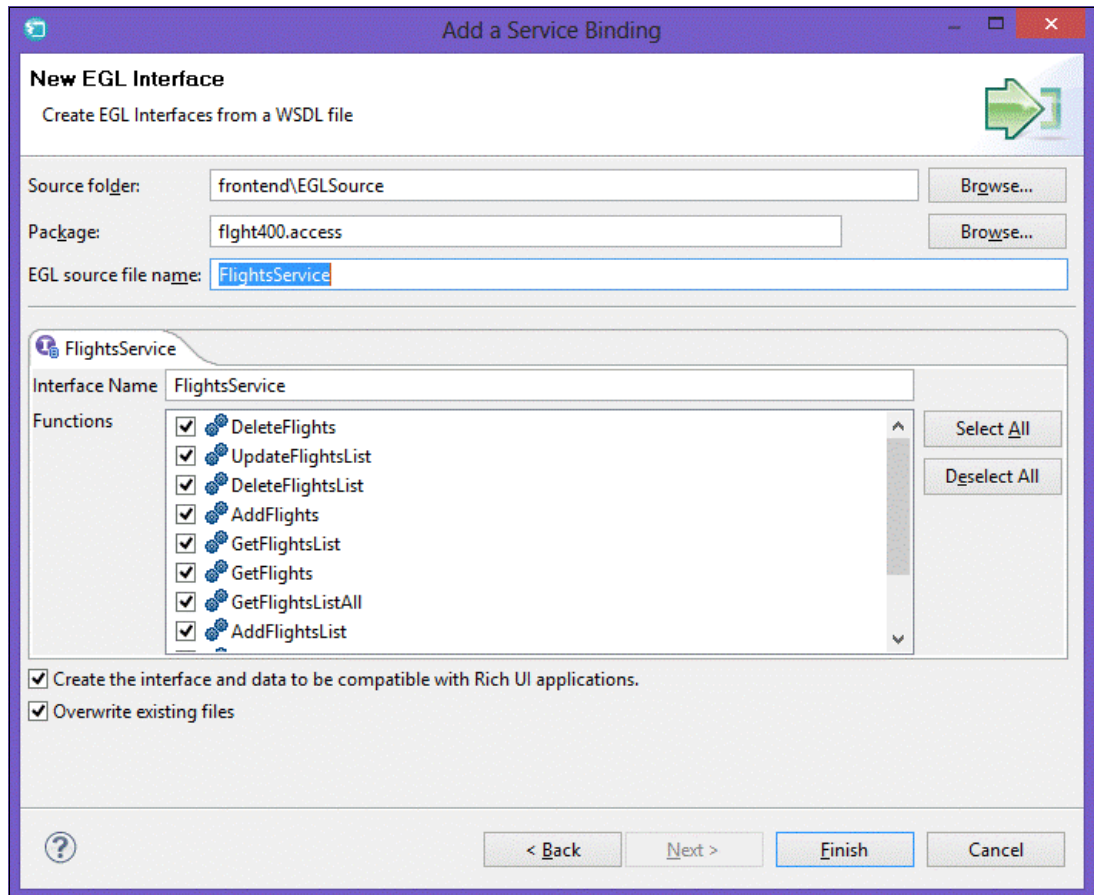 Add a Service Binding
New EGL Interface
Create EGL Interfaces from a WSDL file
Source folder: frontend\EGLSource Browse...
Package: flght400.access Browse...
EGL source file name: FlightsService
FlightsService
Interface Name FlightsService
Functions DeleteFlights Select All
UpdateFlightsList
DeleteFlightsList Deselect All
AddFlights
GetFlightsList
GetFlights
GetFlightsListAll
AddFlightsList
Create the interface and data to be compatible with Rich UI applications.
Overwrite existing files
? < Back Next > Finish Cancel